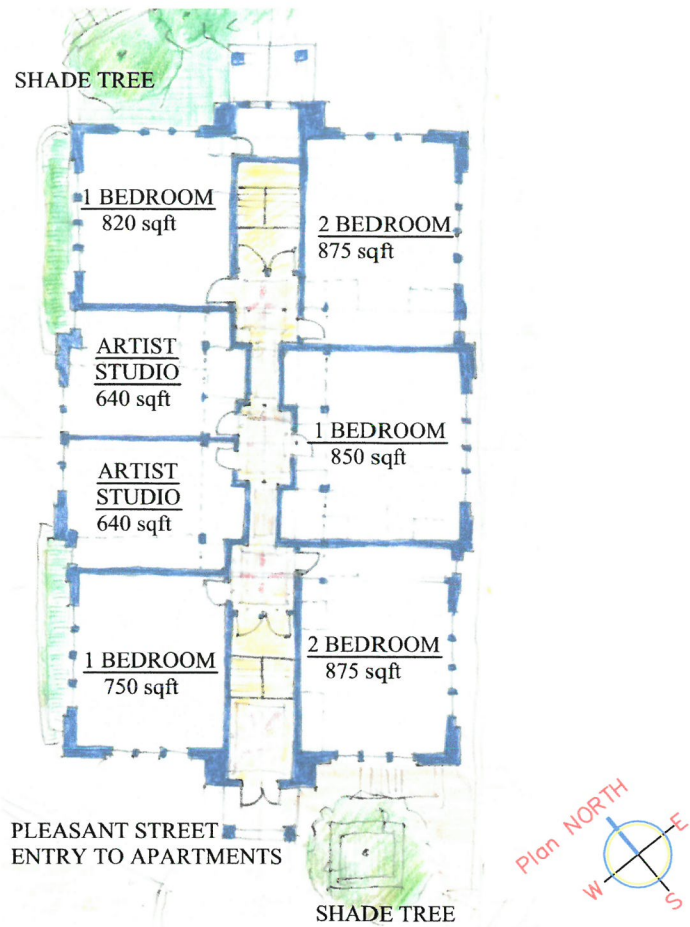 SHADE TREE
1 BEDROOM
820 sqft
2 BEDROOM
875 sqft
ARTIST
STUDIO
640 sqft
1 BEDROOM
850 sqft
ARTIST
STUDIO
640 sqft
1 BEDROOM
750 sqft
2 BEDROOM
875 sqft
PLEASANT STREET
ENTRY TO APARTMENTS
SHADE TREE
Plan NORTH
E
W
S